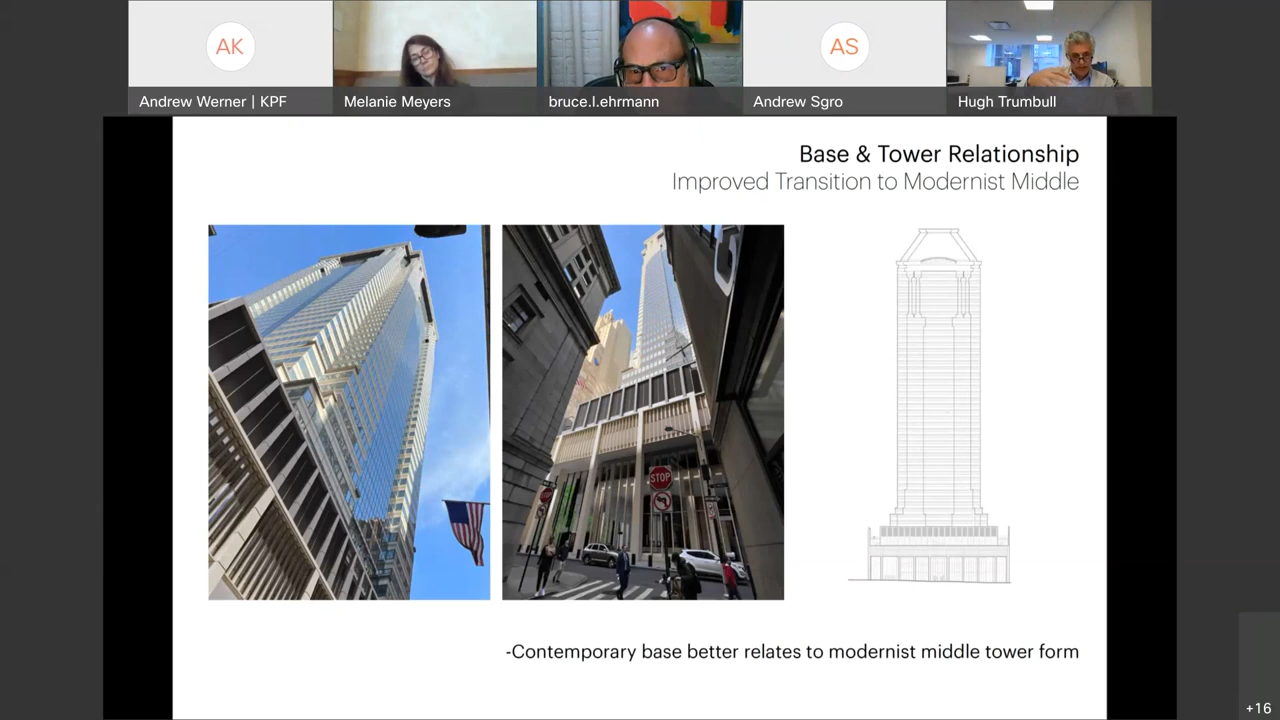 AK
Andrew Werner | KPF
Melanie Meyers
bruce.l.ehrmann
AS
Andrew Sgro
Hugh Trumbull
Base & Tower Relationship
Improved Transition to Modernist Middle
STOP
-Contemporary base better relates to modernist middle tower form
+16